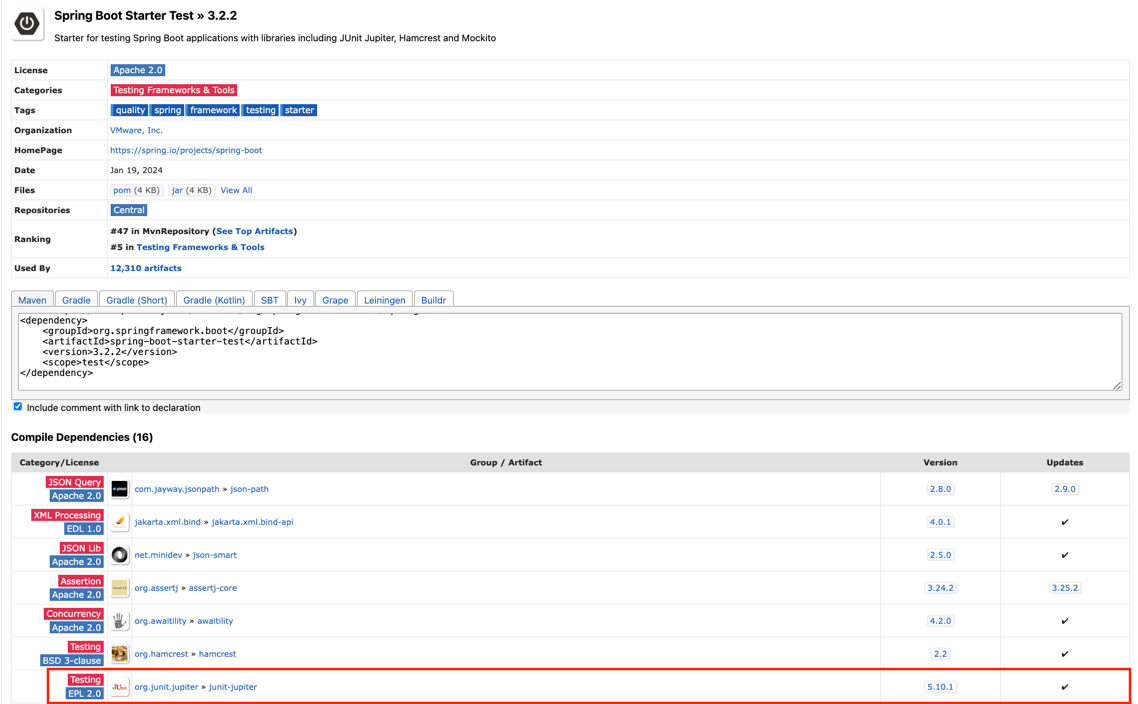 Spring Boot Starter Test » 3.2.2
Starter for testing Spring Boot applications with libraries including JUnit Jupiter, Hamcrest and Mockito
License Apache 2.0
Categories Testing Frameworks & Tools
Tags quality spring framework testing starter
Organization VMware, Inc.
HomePage https://spring.io/projects/spring-boot
Date Jan 19, 2024
Files pom (4 KB) jar (4 KB) View All
Repositories Central
Ranking #47 in MvnRepository (See Top Artifacts)
#5 in Testing Frameworks & Tools
Used By 12,310 artifacts
Maven Gradle Gradle (Short) Gradle (Kotlin) SBT Ivy Grape Leiningen Buildr
<dependency>
    <groupId>org.springframework.boot</groupId>
    <artifactId>spring-boot-starter-test</artifactId>
    <version>3.2.2</version>
    <scope>test</scope>
</dependency>
Include comment with link to declaration
Compile Dependencies (16)
Category/License Group / Artifact Version Updates
JSON Query
Apache 2.0 com.jayway.jsonpath » json-path 2.8.0 2.9.0
XML Processing
EDL 1.0 jakarta.xml.bind » jakarta.xml.bind-api 4.0.1 ✔
JSON Lib
Apache 2.0 net.minidev » json-smart 2.5.0 ✔
Assertion
Apache 2.0 org.assertj » assertj-core 3.24.2 3.25.2
Concurrency
Apache 2.0 org.awaitility » awaitility 4.2.0 ✔
Testing
BSD 3-clause org.hamcrest » hamcrest 2.2 ✔
Testing
EPL 2.0 JUnit org.junit.jupiter » junit-jupiter 5.10.1 ✔